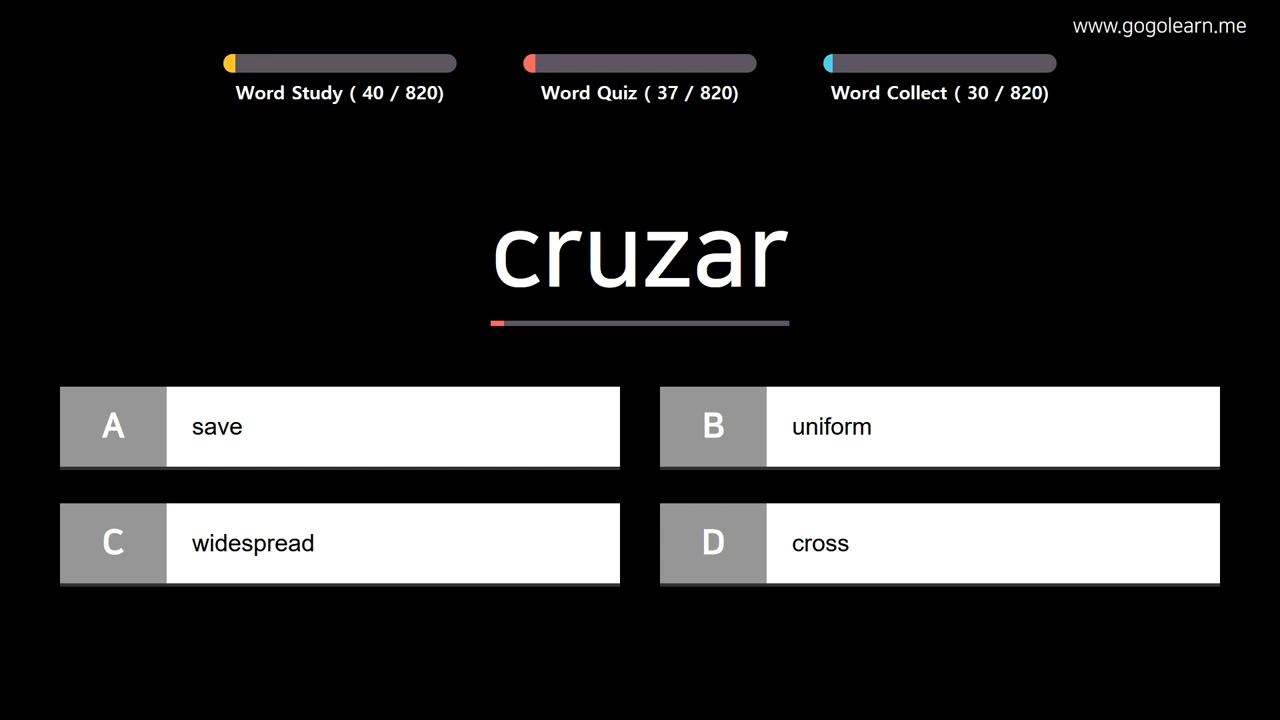 www.gogolearn.me
Word Study ( 40 / 820)
Word Quiz ( 37 / 820)
Word Collect ( 30 / 820)
cruzar
A
save
B
uniform
C
widespread
D
cross